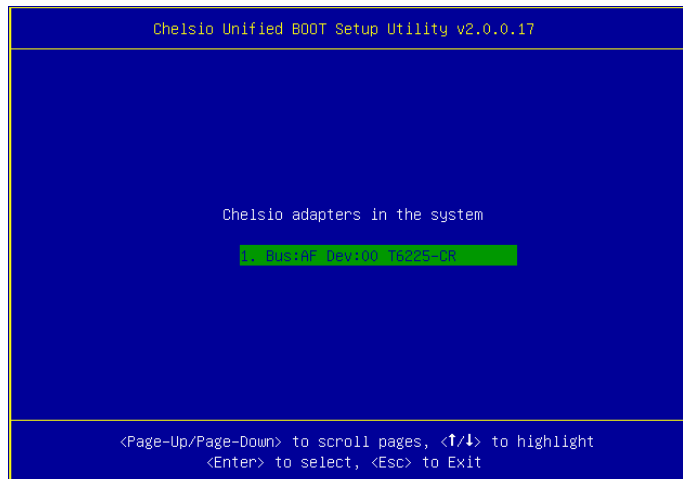 Chelsio Unified BOOT Setup Utility v2.0.0.17
Chelsio adapters in the system
1. Bus:AF Dev:00 T6225-CR
<Page-Up/Page-Down> to scroll pages, <↑/↓> to highlight
<Enter> to select, <Esc> to Exit